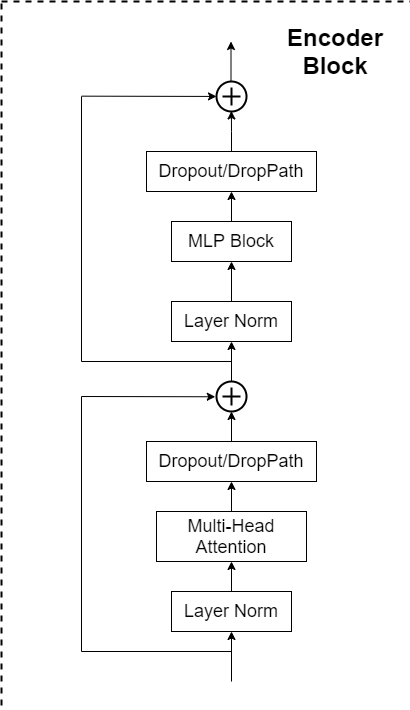 Encoder
Block
+
Dropout/DropPath
MLP Block
Layer Norm
+
Dropout/DropPath
Multi-Head
Attention
Layer Norm